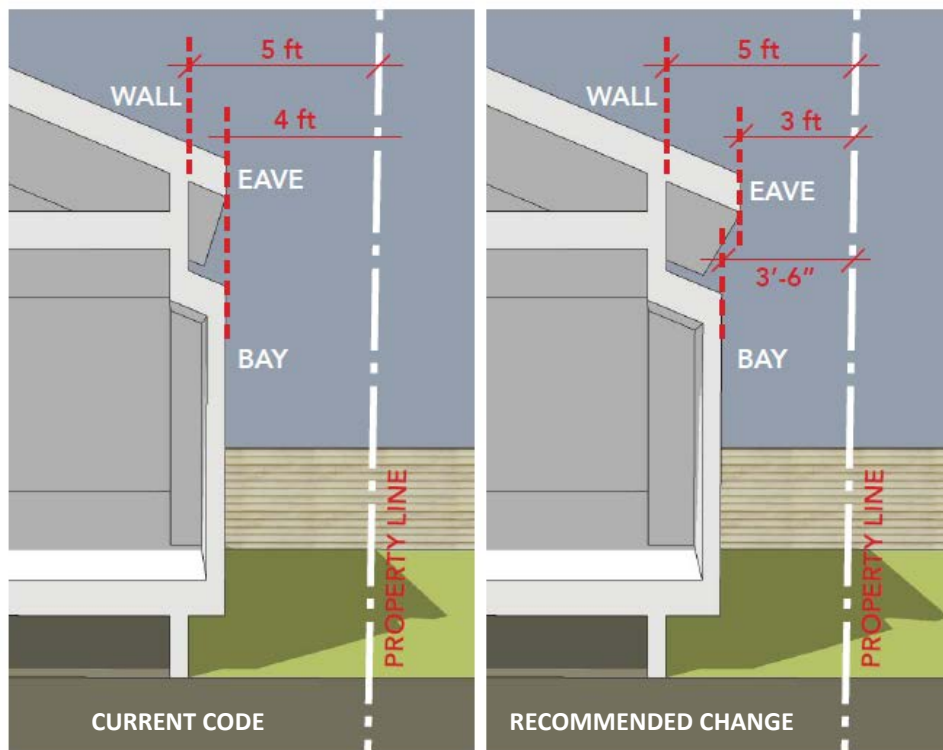 5 ft
WALL
4 ft
EAVE
BAY
PROPERTY LINE
CURRENT CODE
5 ft
WALL
3 ft
EAVE
3’-6”
BAY
PROPERTY LINE
RECOMMENDED CHANGE